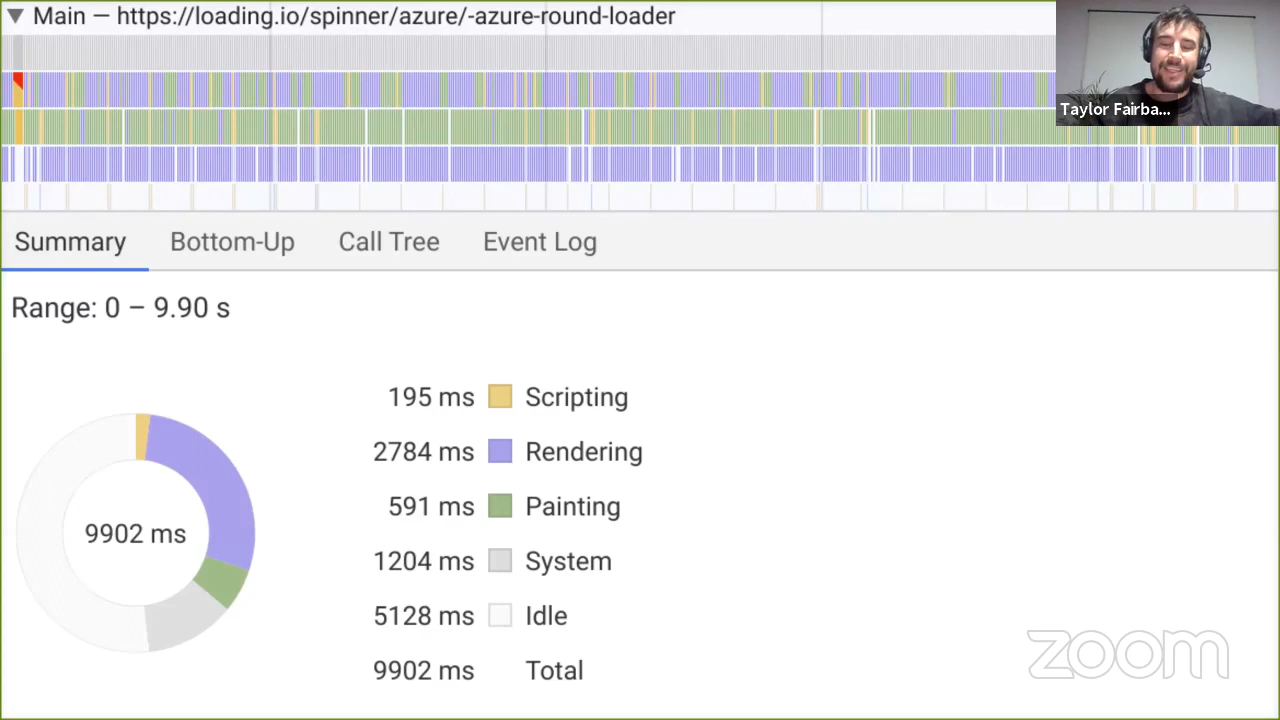 ▼ Main — https://loading.io/spinner/azure/-azure-round-loader
Taylor Fairba...
Summary Bottom-Up Call Tree Event Log
Range: 0 – 9.90 s
195 ms Scripting
2784 ms Rendering
591 ms Painting
1204 ms System
5128 ms Idle
9902 ms Total
9902 ms
zoom